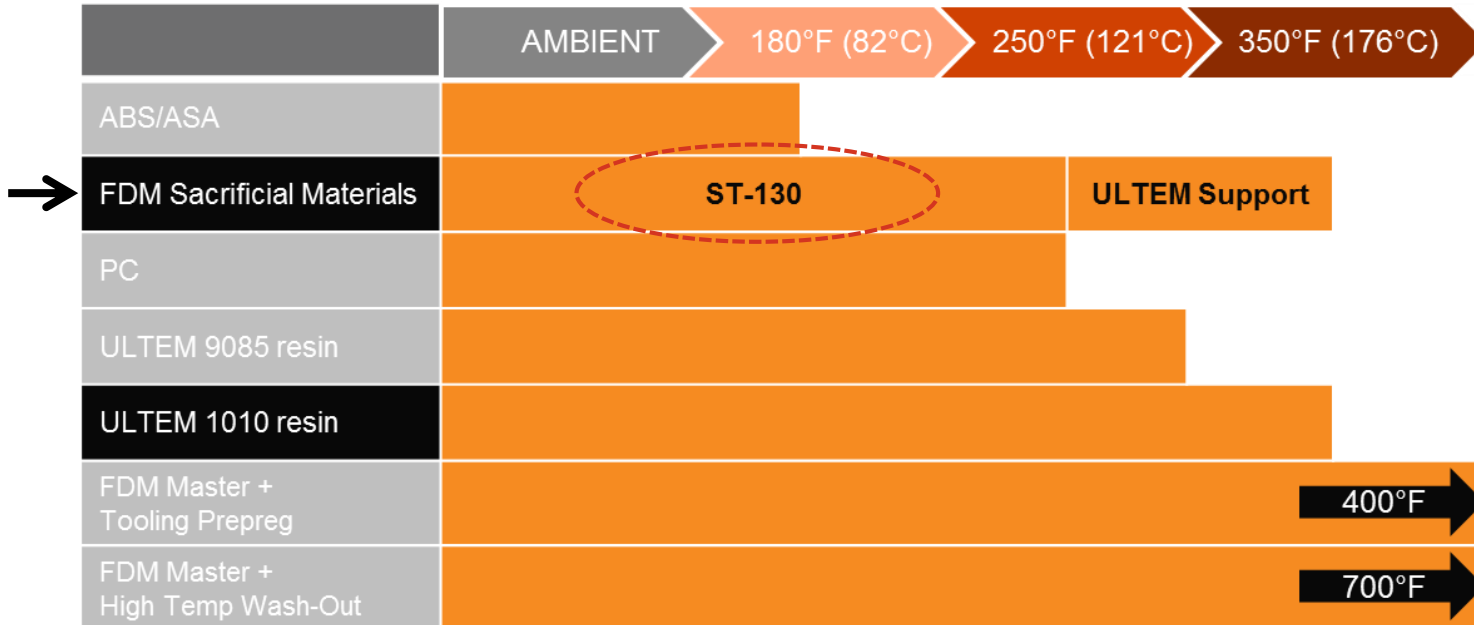 AMBIENT 180°F (82°C) 250°F (121°C) 350°F (176°C)
ABS/ASA
FDM Sacrificial Materials ST-130 ULTEM Support
PC
ULTEM 9085 resin
ULTEM 1010 resin
FDM Master +
Tooling Prepreg
400°F
FDM Master +
High Temp Wash-Out
700°F